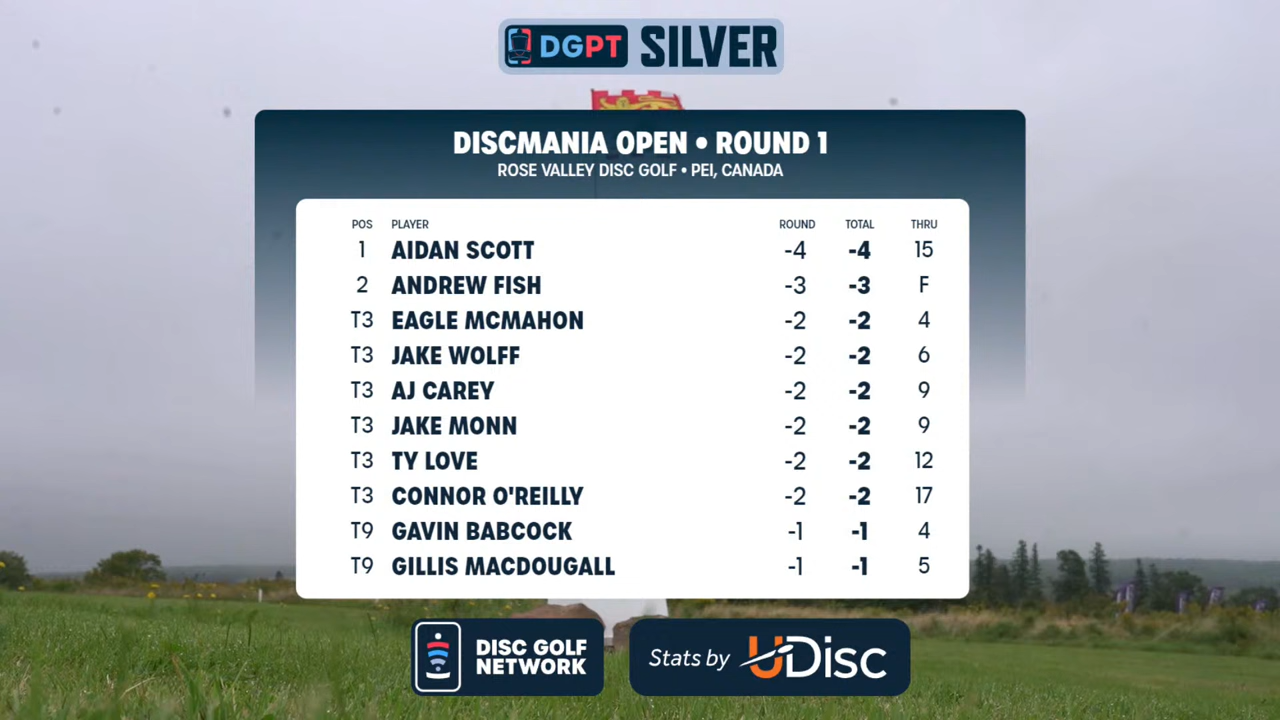 DGPT SILVER
DISCMANIA OPEN • ROUND 1
ROSE VALLEY DISC GOLF • PEI, CANADA
POS PLAYER ROUND TOTAL THRU
1 AIDAN SCOTT -4 -4 15
2 ANDREW FISH -3 -3 F
T3 EAGLE MCMAHON -2 -2 4
T3 JAKE WOLFF -2 -2 6
T3 AJ CAREY -2 -2 9
T3 JAKE MONN -2 -2 9
T3 TY LOVE -2 -2 12
T3 CONNOR O'REILLY -2 -2 17
T9 GAVIN BABCOCK -1 -1 4
T9 GILLIS MACDOUGALL -1 -1 5
DISC GOLF
NETWORK
Stats by UDisc